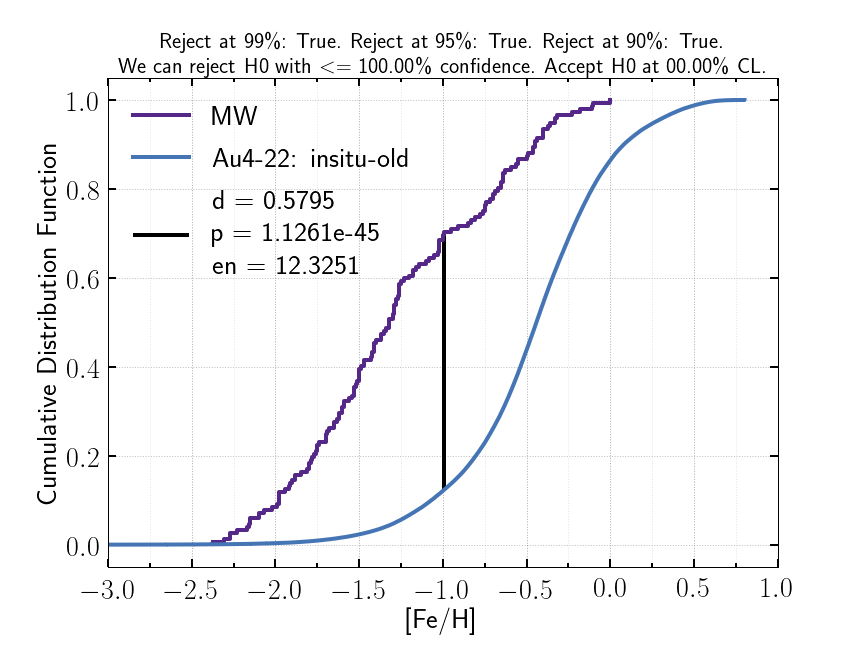 Reject at 99%: True. Reject at 95%: True. Reject at 90%: True.
We can reject H0 with <= 100.00% confidence. Accept H0 at 00.00% CL.
MW
Au4-22: insitu-old
d = 0.5795
p = 1.1261e-45
en = 12.3251
Cumulative Distribution Function
1.0
0.8
0.6
0.4
0.2
0.0
−3.0 −2.5 −2.0 −1.5 −1.0 −0.5 0.0 0.5 1.0
[Fe/H]